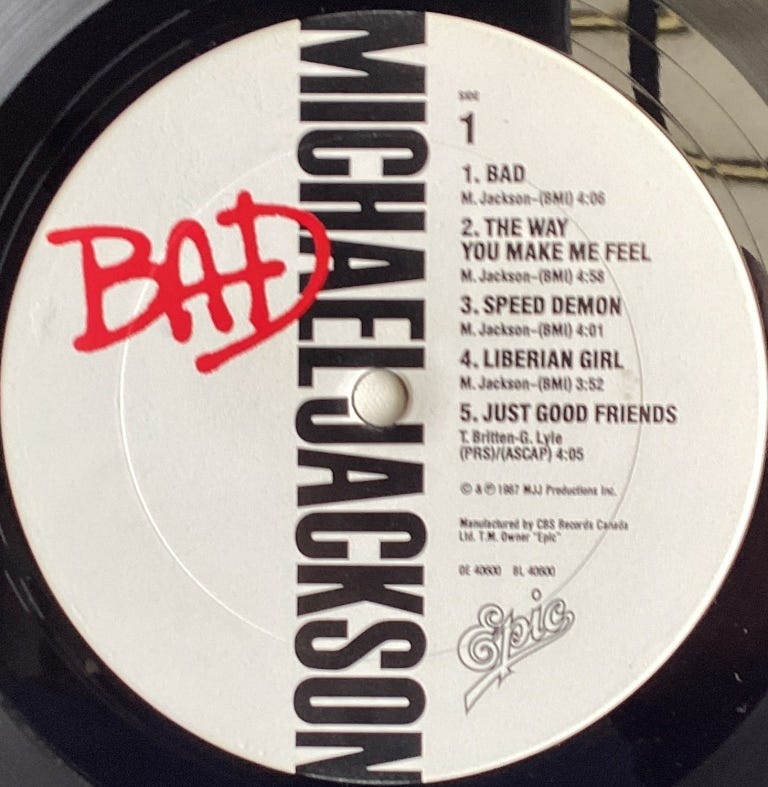 BAD
MICHAEL JACKSON
SIDE
1
1. BAD
M. Jackson-(BMI) 4:06
2. THE WAY
YOU MAKE ME FEEL
M. Jackson-(BMI) 4:58
3. SPEED DEMON
M. Jackson-(BMI) 4:01
4. LIBERIAN GIRL
M. Jackson-(BMI) 3:52
5. JUST GOOD FRIENDS
T. Britten-G. Lyle
(PRS)/(ASCAP) 4:05
© & ℗ 1987 MJJ Productions Inc.
Manufactured by CBS Records Canada
Ltd. T.M. Owner "Epic"
OE 40600 BL 40600
Epic